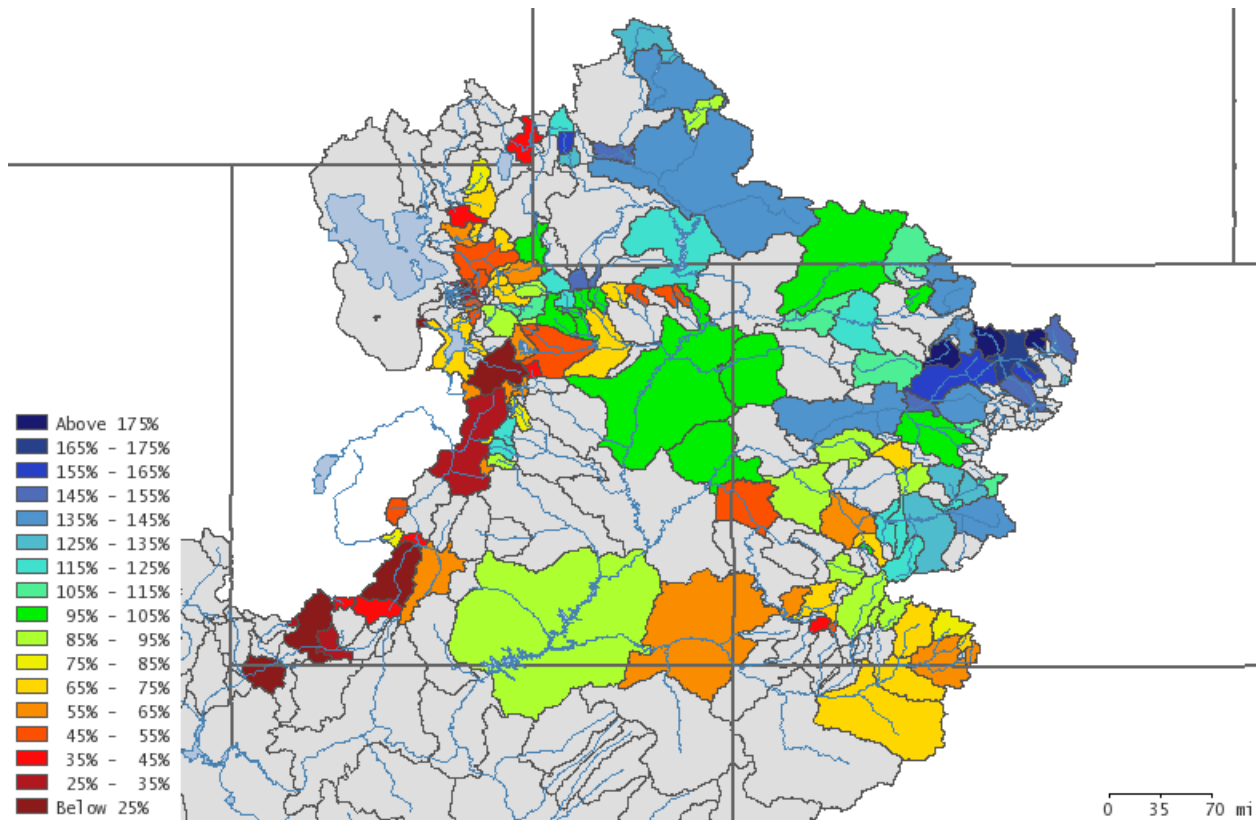 Above 175%
165% - 175%
155% - 165%
145% - 155%
135% - 145%
125% - 135%
115% - 125%
105% - 115%
95% - 105%
85% - 95%
75% - 85%
65% - 75%
55% - 65%
45% - 55%
35% - 45%
25% - 35%
Below 25%
0 35 70 mi